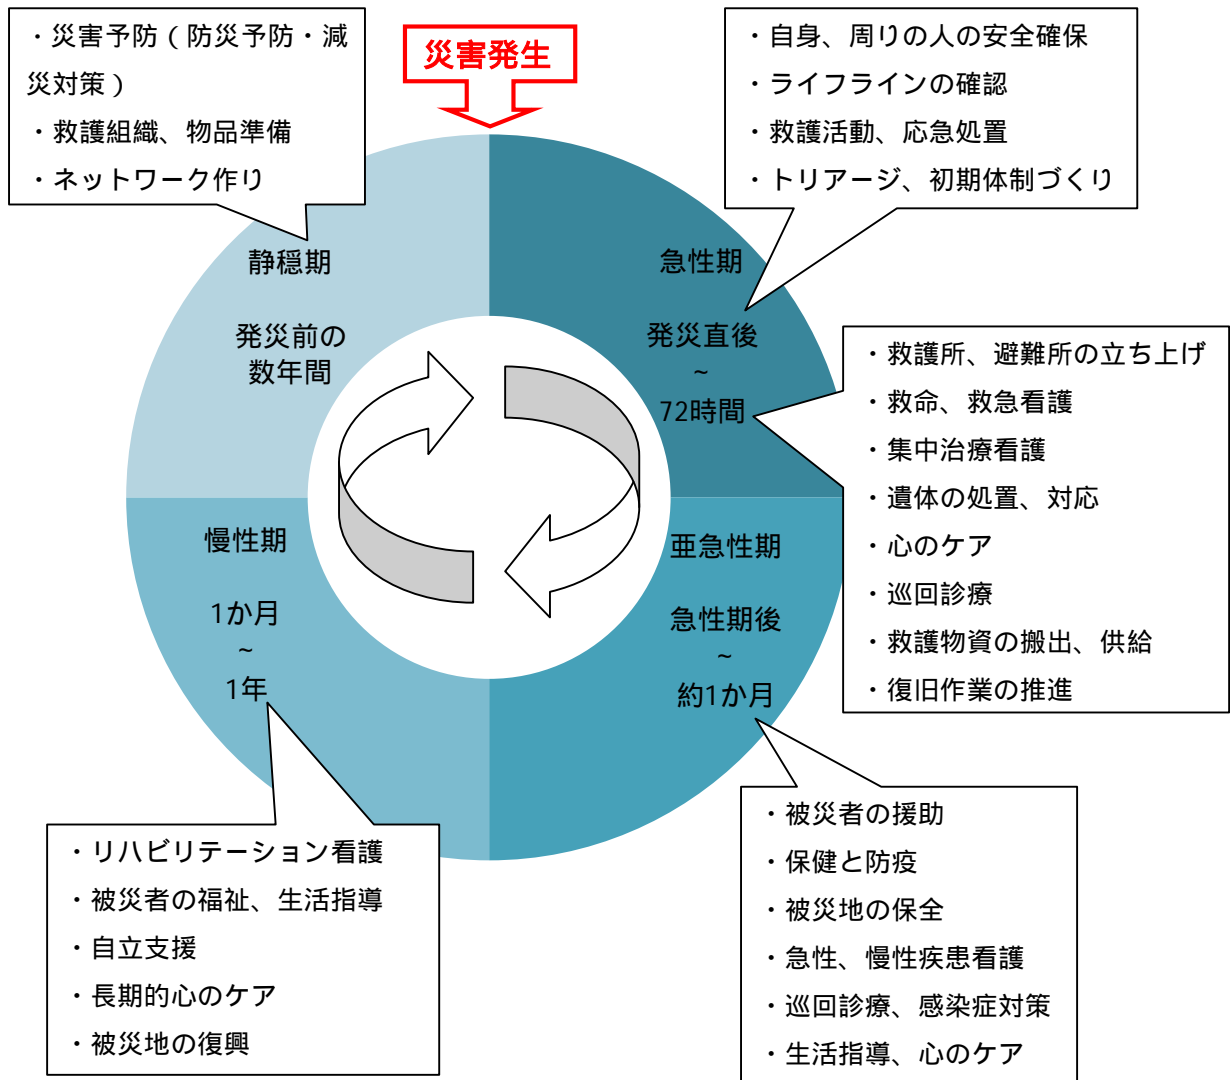 災害発生
・災害予防（防災予防・減
災対策）
・救護組織、物品準備
・ネットワーク作り
・自身、周りの人の安全確保
・ライフラインの確認
・救護活動、応急処置
・トリアージ、初期体制づくり
静穏期
発災前の
数年間
急性期
発災直後
~
72時間
・救護所、避難所の立ち上げ
・救命、救急看護
・集中治療看護
・遺体の処置、対応
・心のケア
・巡回診療
・救護物資の搬出、供給
・復旧作業の推進
慢性期
1か月
~
1年
亜急性期
急性期後
~
約1か月
・リハビリテーション看護
・被災者の福祉、生活指導
・自立支援
・長期的心のケア
・被災地の復興
・被災者の援助
・保健と防疫
・被災地の保全
・急性、慢性疾患看護
・巡回診療、感染症対策
・生活指導、心のケア